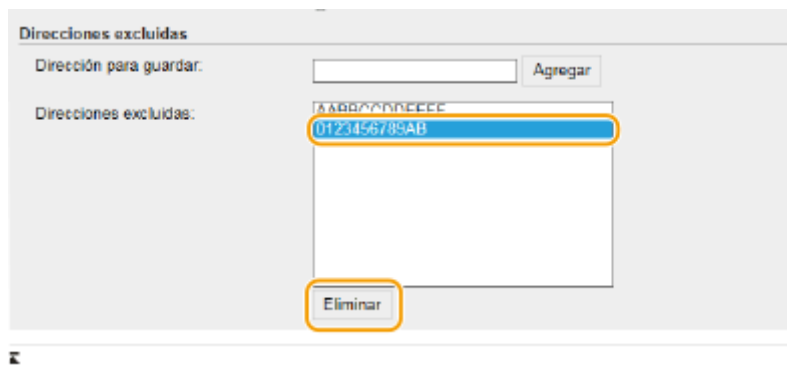 Direcciones excluidas
Dirección para guardar:
Agregar
Direcciones excluidas:
AABBCCDDEEFF
0123456789AB
Eliminar